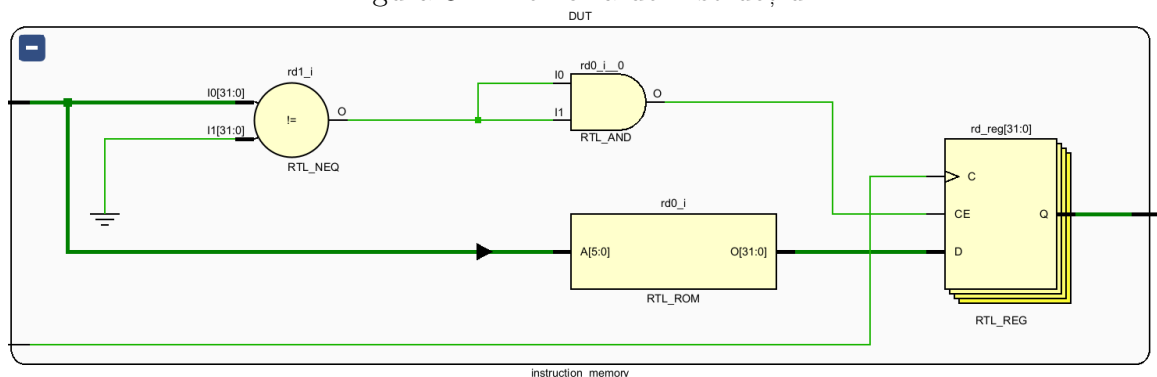 DUT
rd1_i
I0[31:0]
I1[31:0]
!=
O
RTL_NEQ
rd0_i__0
I0
I1
O
RTL_AND
rd0_i
A[5:0]
O[31:0]
RTL_ROM
rd_reg[31:0]
C
CE
Q
D
RTL_REG
instruction_memory